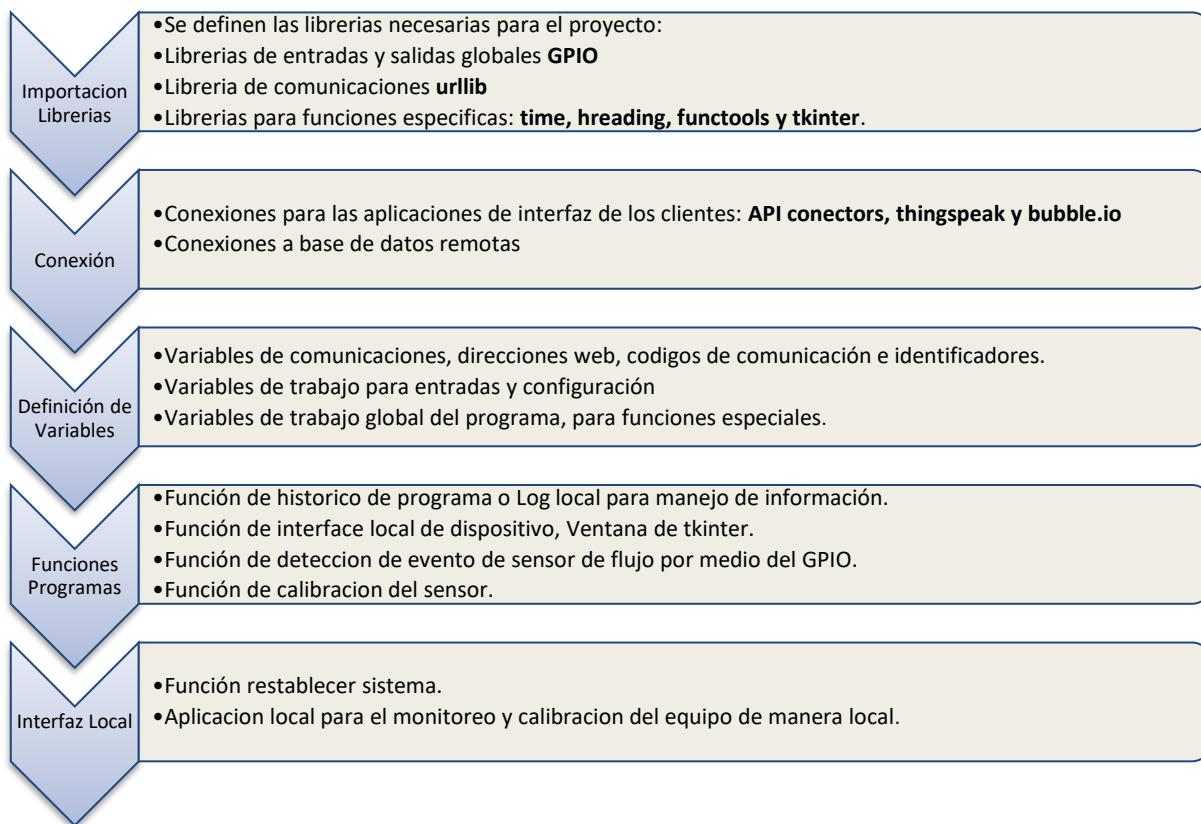 Importacion
Librerias
•Se definen las librerias necesarias para el proyecto:
•Librerias de entradas y salidas globales GPIO
•Libreria de comunicaciones urllib
•Librerias para funciones especificas: time, hreading, functools y tkinter.
Conexión
•Conexiones para las aplicaciones de interfaz de los clientes: API conectors, thingspeak y bubble.io
•Conexiones a base de datos remotas
Definición de
Variables
•Variables de comunicaciones, direcciones web, codigos de comunicación e identificadores.
•Variables de trabajo para entradas y configuración
•Variables de trabajo global del programa, para funciones especiales.
Funciones
Programas
•Función de historico de programa o Log local para manejo de información.
•Función de interface local de dispositivo, Ventana de tkinter.
•Función de deteccion de evento de sensor de flujo por medio del GPIO.
•Función de calibracion del sensor.
Interfaz Local
•Función restablecer sistema.
•Aplicacion local para el monitoreo y calibracion del equipo de manera local.